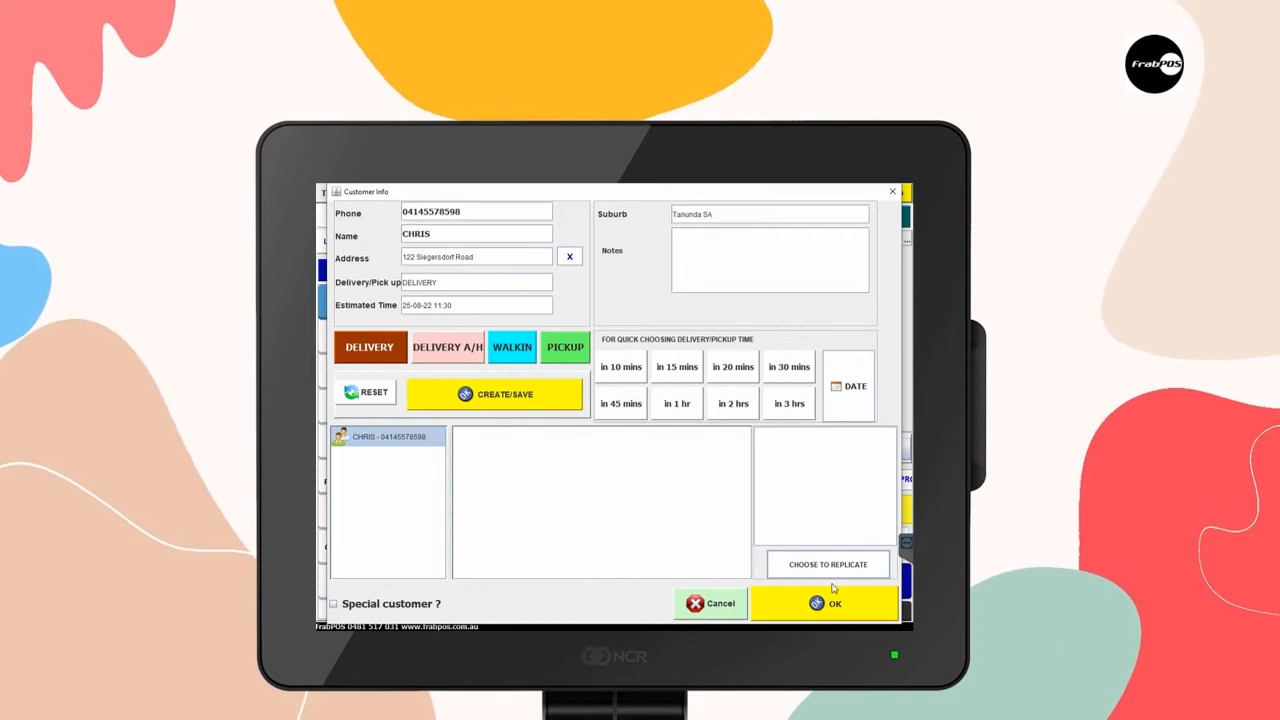 FrabPOS
Customer Info
Phone
04145578598
Name
CHRIS
Address
122 Siegersdorf Road
X
Delivery/Pick up
DELIVERY
Estimated Time
25-08-22 11:30
Suburb
Tanunda SA
Notes
DELIVERY
DELIVERY A/H
WALKIN
PICKUP
RESET
CREATE/SAVE
FOR QUICK CHOOSING DELIVERY/PICKUP TIME
in 10 mins
in 15 mins
in 20 mins
in 30 mins
in 45 mins
in 1 hr
in 2 hrs
in 3 hrs
DATE
CHRIS - 04145578598
CHOOSE TO REPLICATE
Special customer ?
Cancel
OK
FrabPOS 0481 517 031 www.frabpos.com.au
NCR